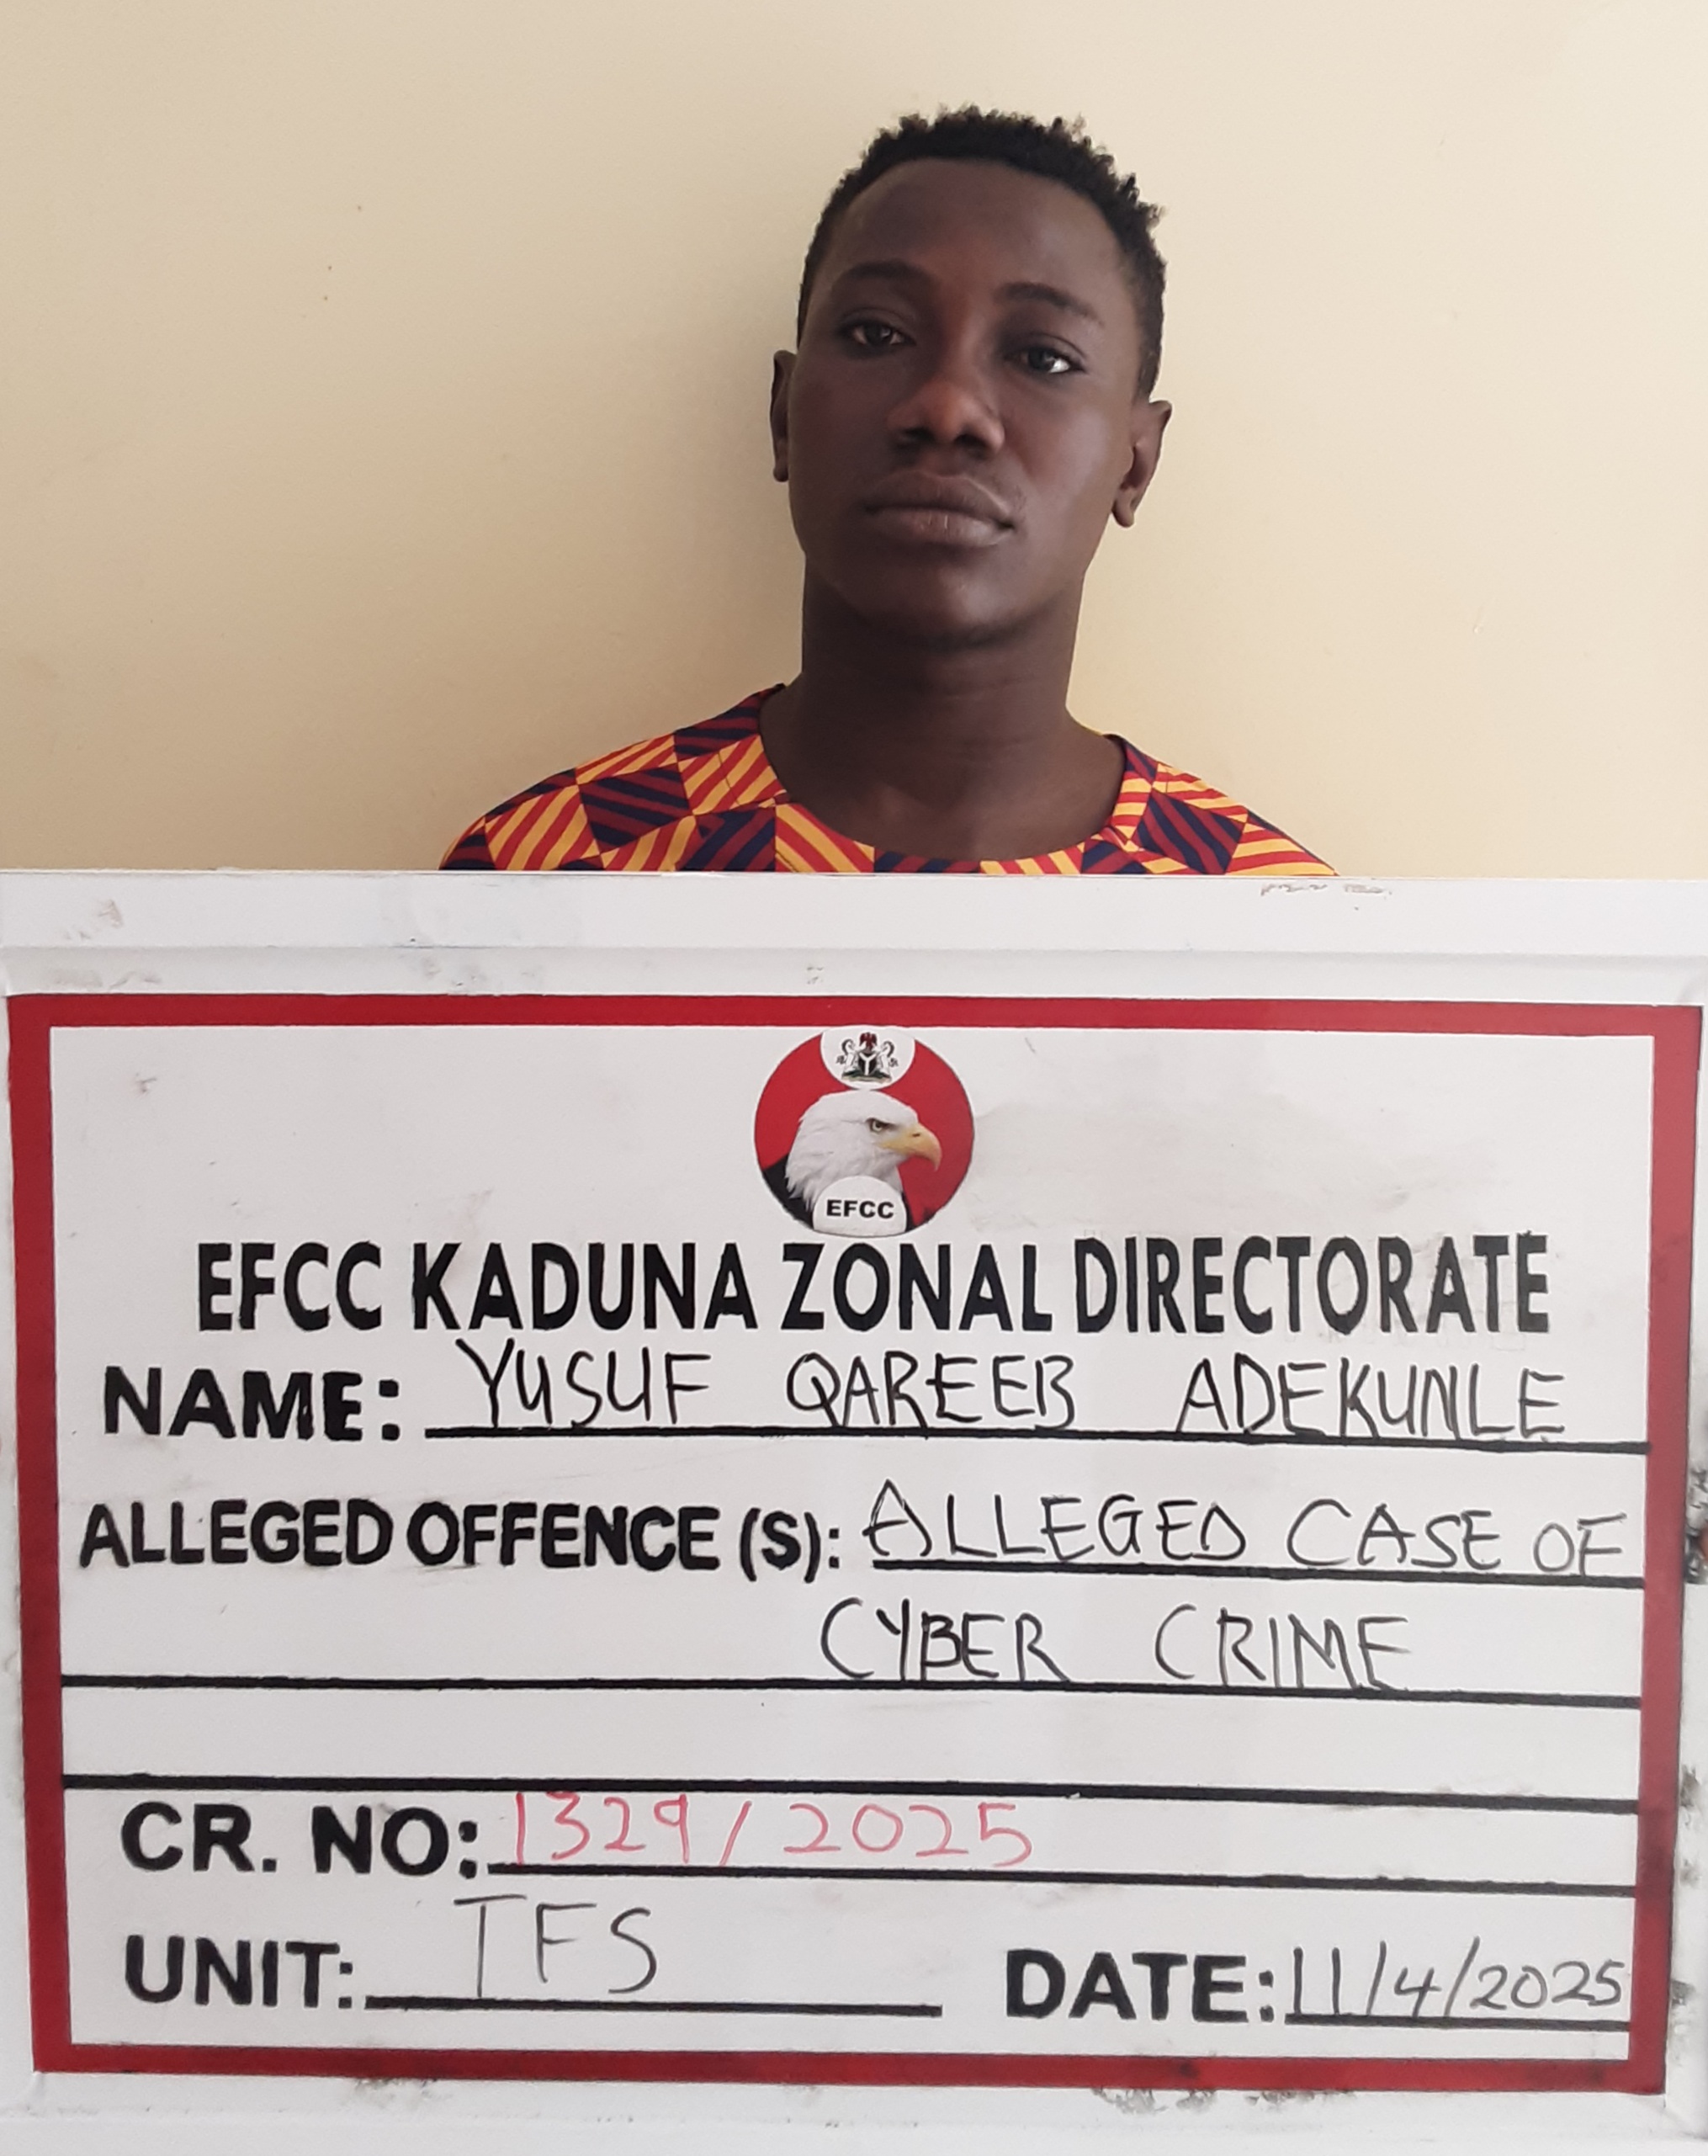 EFCC
EFCC KADUNA ZONAL DIRECTORATE
NAME: YUSUF QAREEB ADEKUNLE
ALLEGED OFFENCE (S): ALLEGED CASE OF
CYBER CRIME
CR. NO: 1329/2025
UNIT: TFS DATE: 11/4/2025